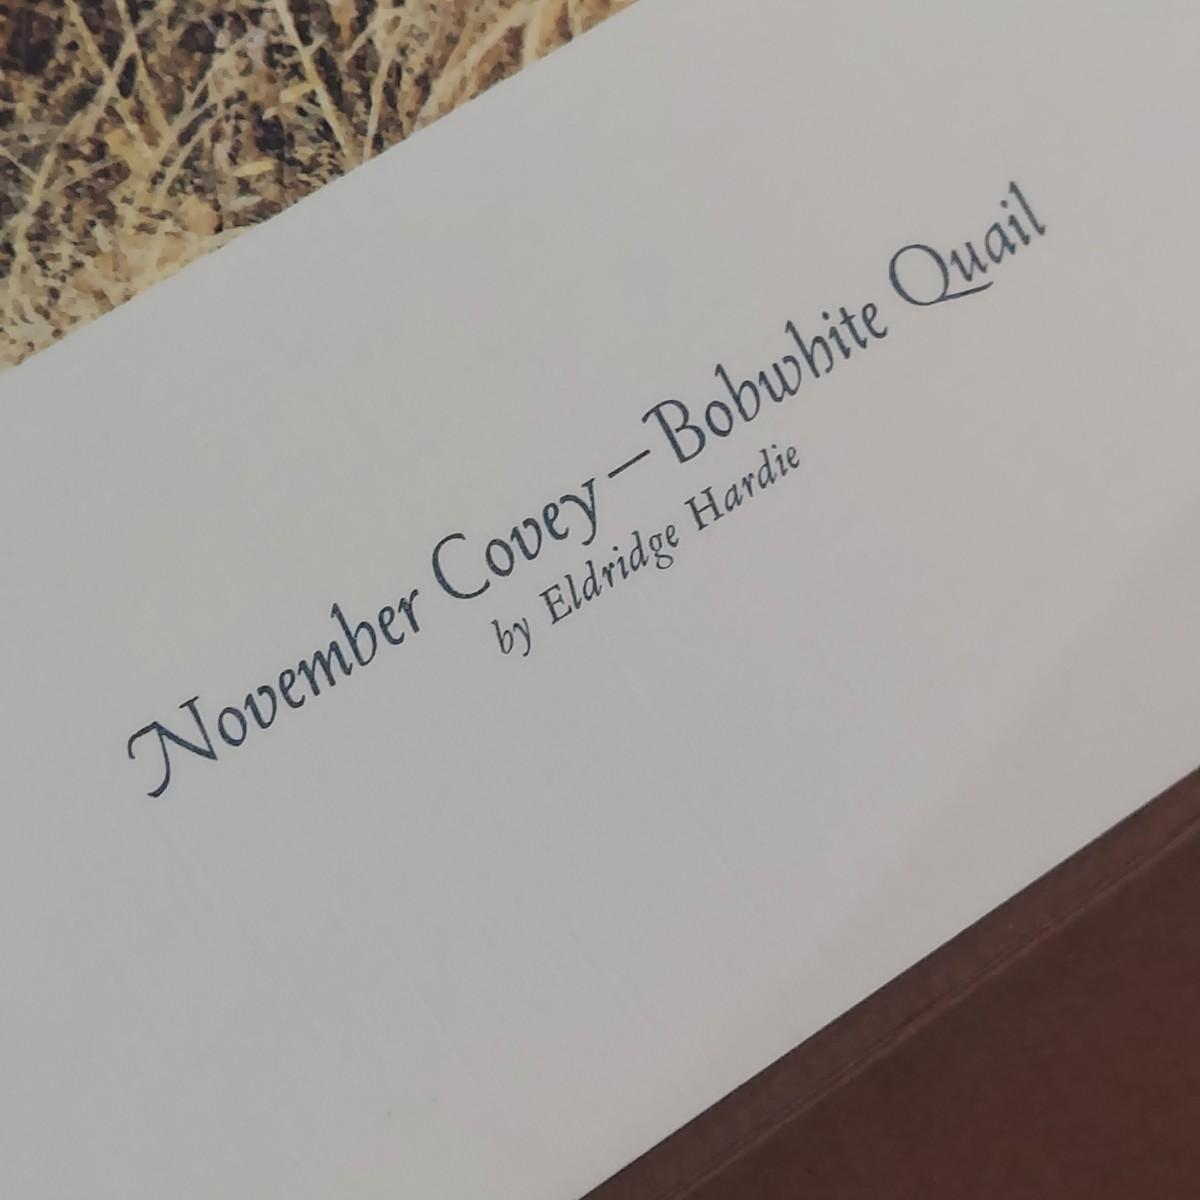 November Covey — Bobwhite Quail
by Eldridge Hardie